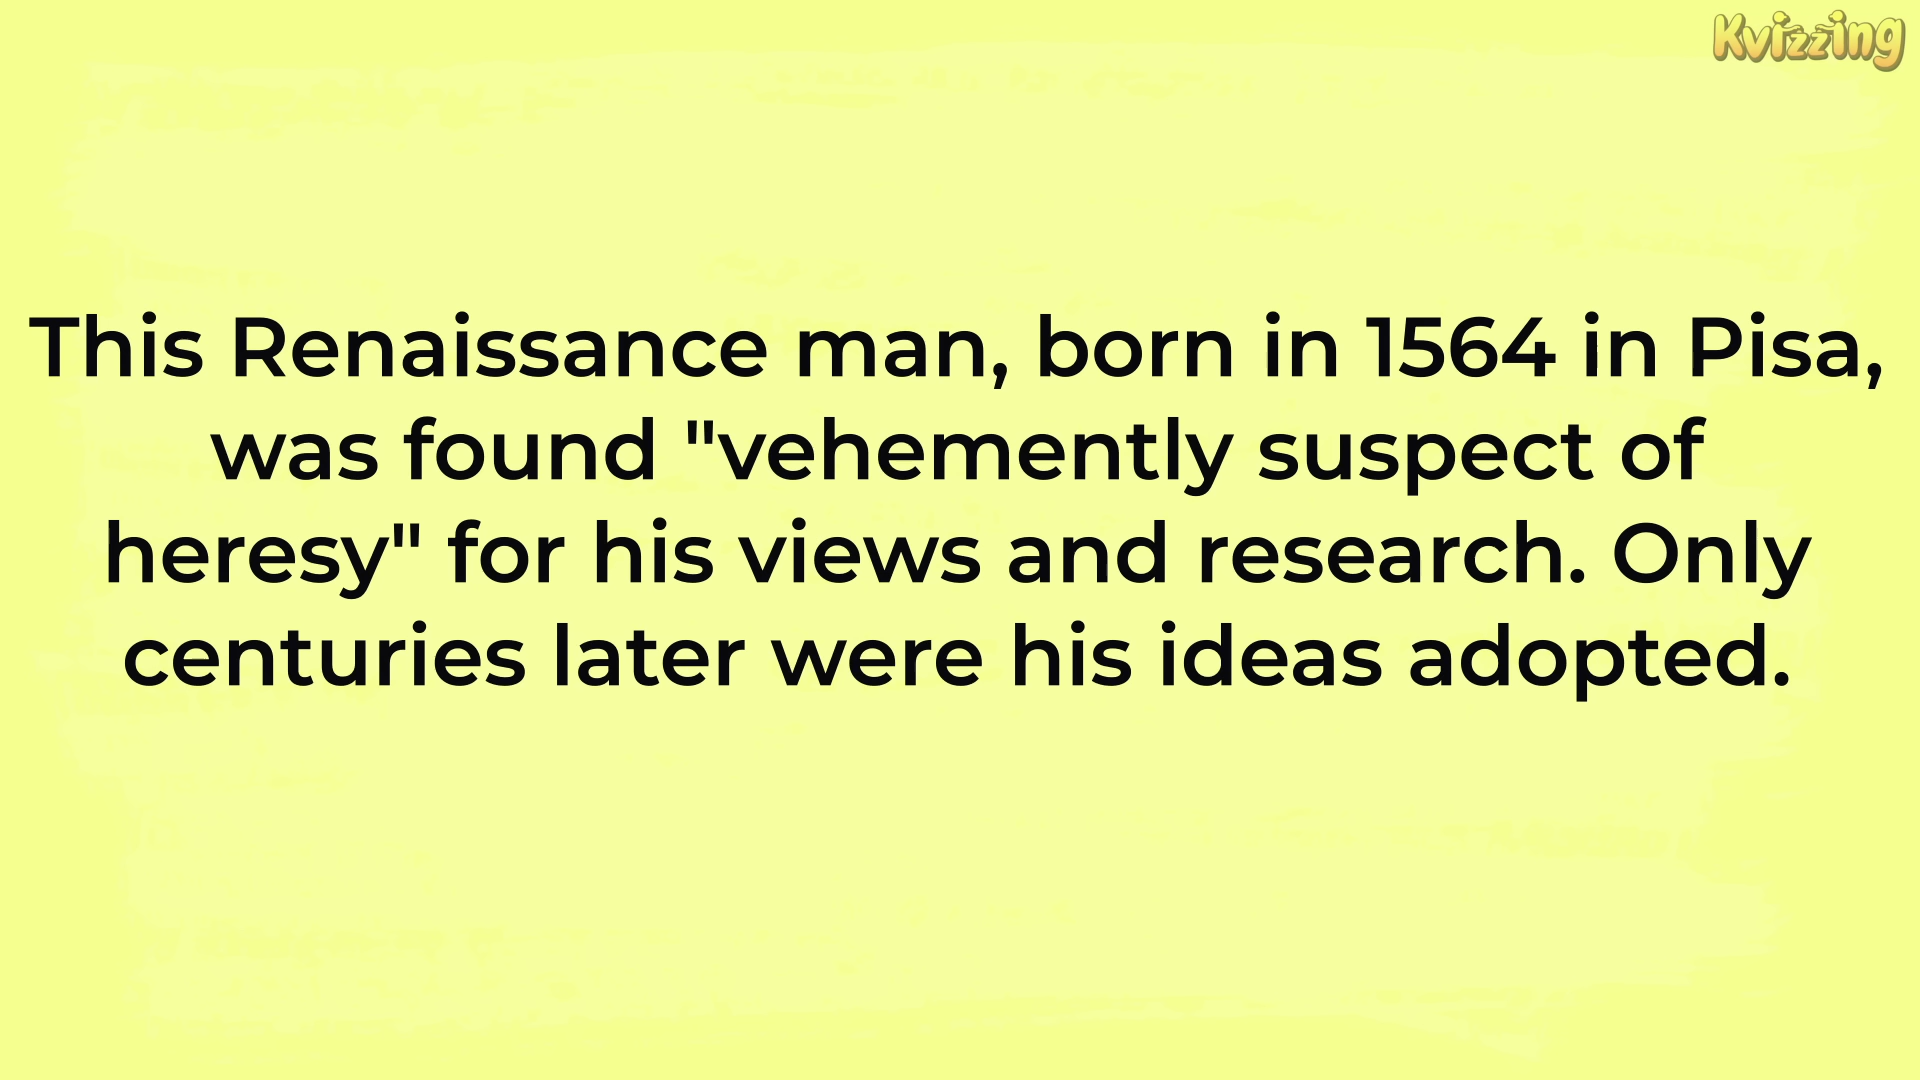 Kvizzing
This Renaissance man, born in 1564 in Pisa,
was found "vehemently suspect of
heresy" for his views and research. Only
centuries later were his ideas adopted.